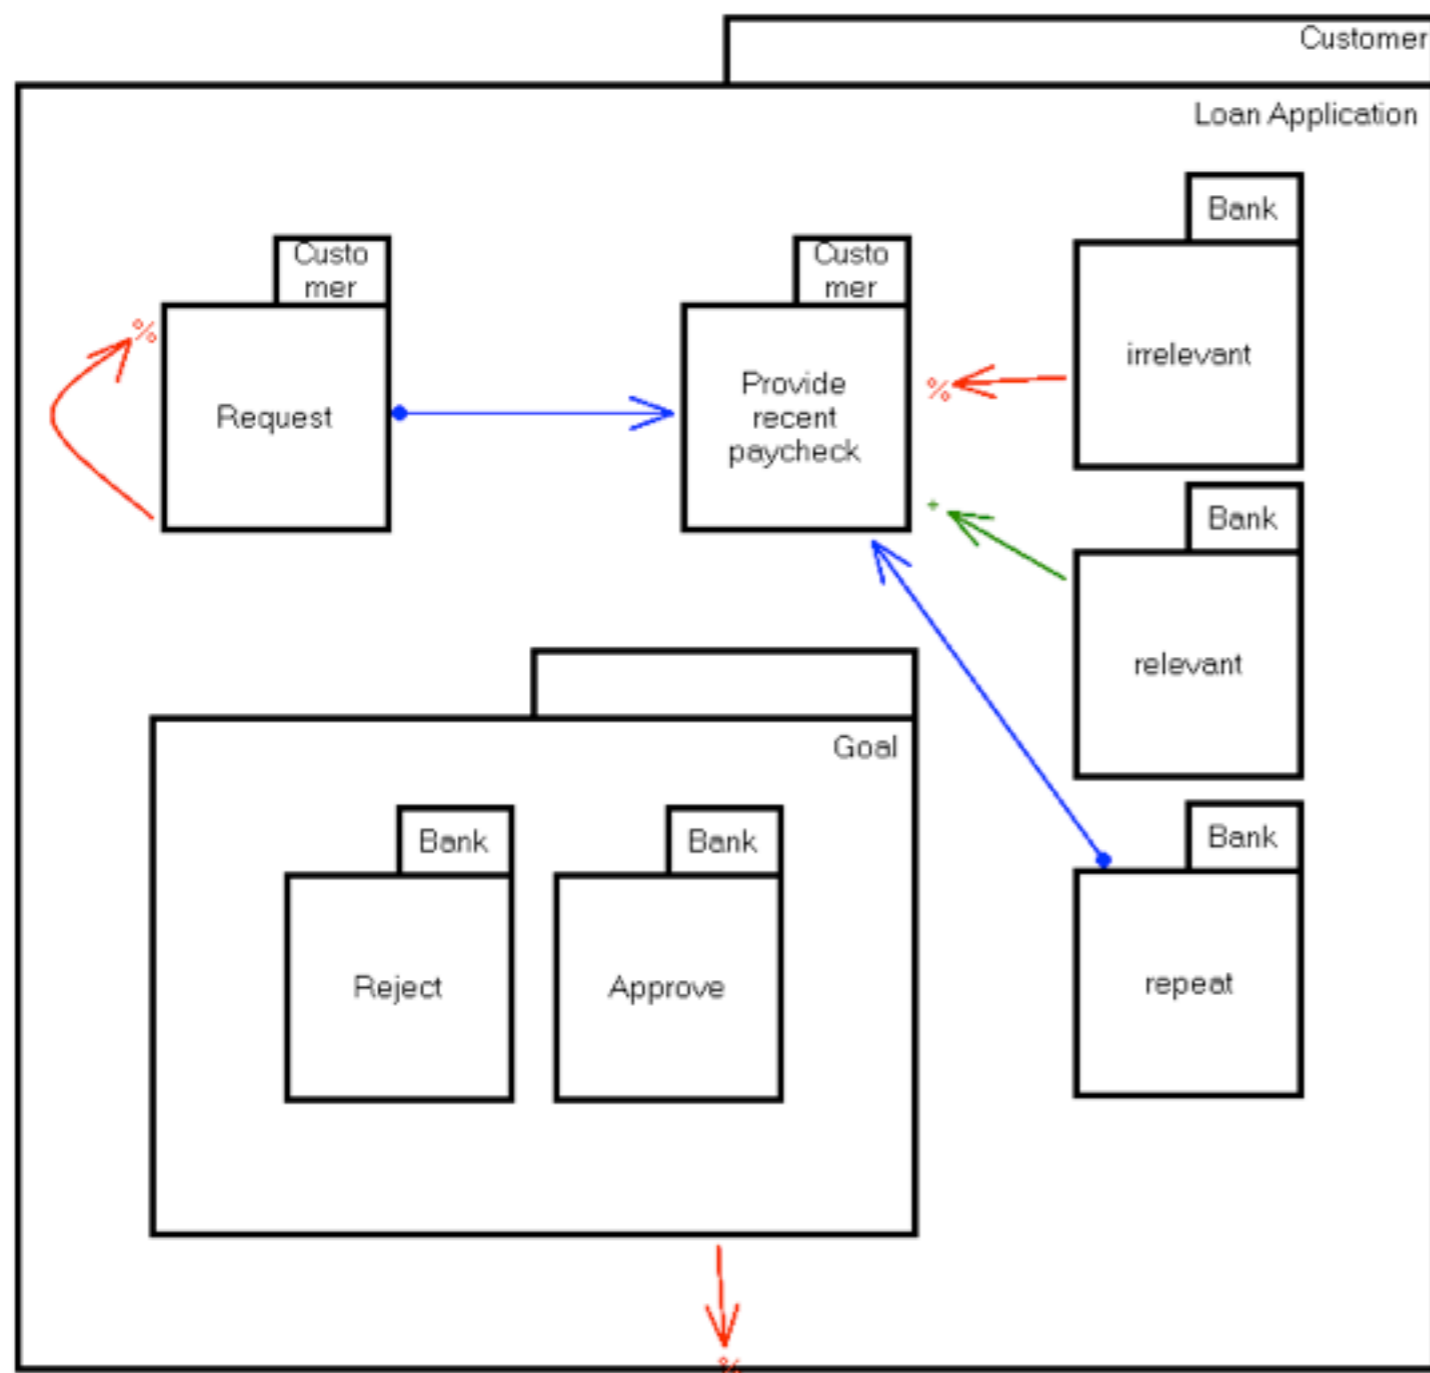 Customer
Loan Application
Bank
irrelevant
Custo
mer
%
Request
Custo
mer
Provide
recent
paycheck
%
+
Bank
relevant
Goal
Bank
Reject
Bank
Approve
Bank
repeat
%